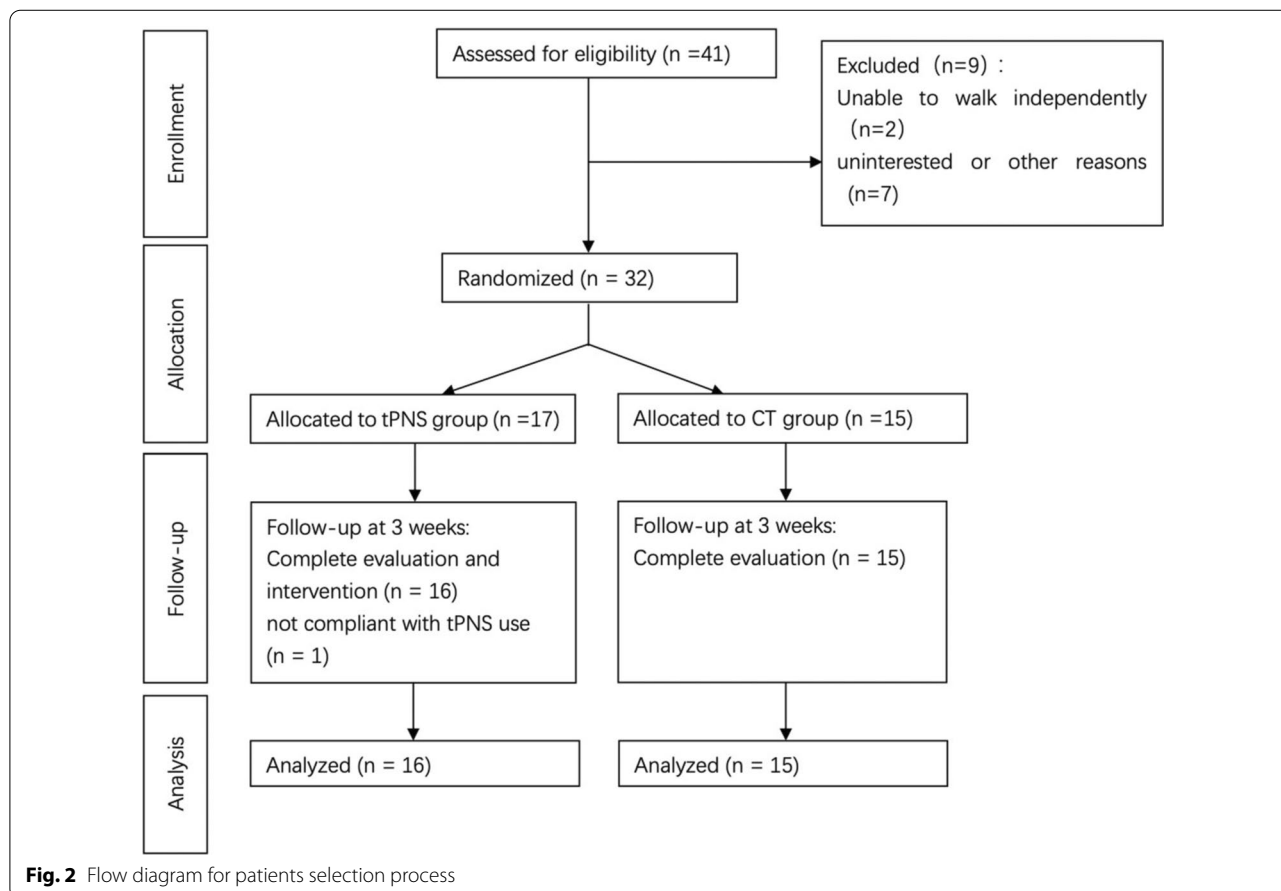 Enrollment
Assessed for eligibility (n =41)
Excluded (n=9) :
Unable to walk independently
(n=2)
uninterested or other reasons
(n=7)
Allocation
Randomized (n = 32)
Allocated to tPNS group (n =17)
Allocated to CT group (n =15)
Follow-up
Follow-up at 3 weeks:
Complete evaluation and
intervention (n = 16)
not compliant with tPNS use
(n = 1)
Follow-up at 3 weeks:
Complete evaluation (n = 15)
Analysis
Analyzed (n = 16)
Analyzed (n = 15)
Fig. 2 Flow diagram for patients selection process